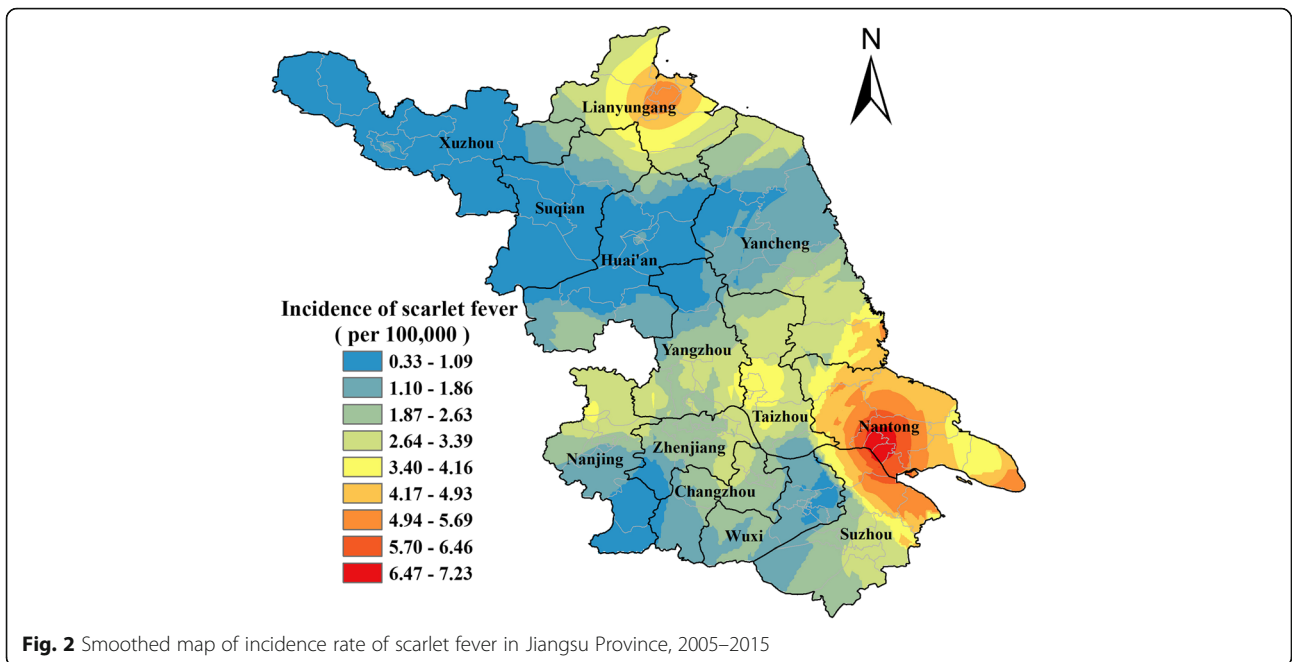 N
Lianyungang
Xuzhou
Suqian
Huai'an
Yancheng
Incidence of scarlet fever
( per 100,000 )
0.33 - 1.09
1.10 - 1.86
1.87 - 2.63
2.64 - 3.39
3.40 - 4.16
4.17 - 4.93
4.94 - 5.69
5.70 - 6.46
6.47 - 7.23
Yangzhou
Taizhou
Nantong
Zhenjiang
Nanjing
Changzhou
Wuxi
Suzhou
Fig. 2 Smoothed map of incidence rate of scarlet fever in Jiangsu Province, 2005–2015